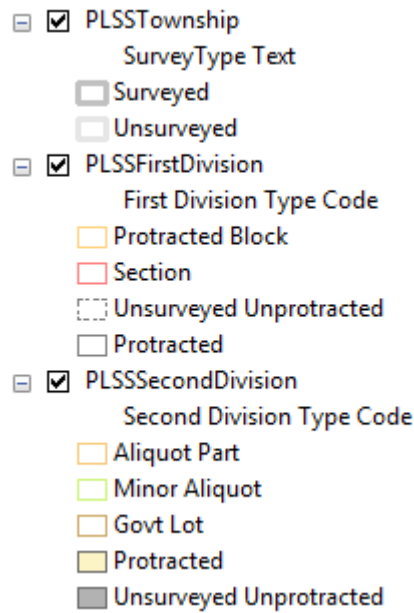 PLSSTownship
SurveyType Text
Surveyed
Unsurveyed
PLSSFirstDivision
First Division Type Code
Protracted Block
Section
Unsurveyed Unprotracted
Protracted
PLSSSecondDivision
Second Division Type Code
Aliquot Part
Minor Aliquot
Govt Lot
Protracted
Unsurveyed Unprotracted